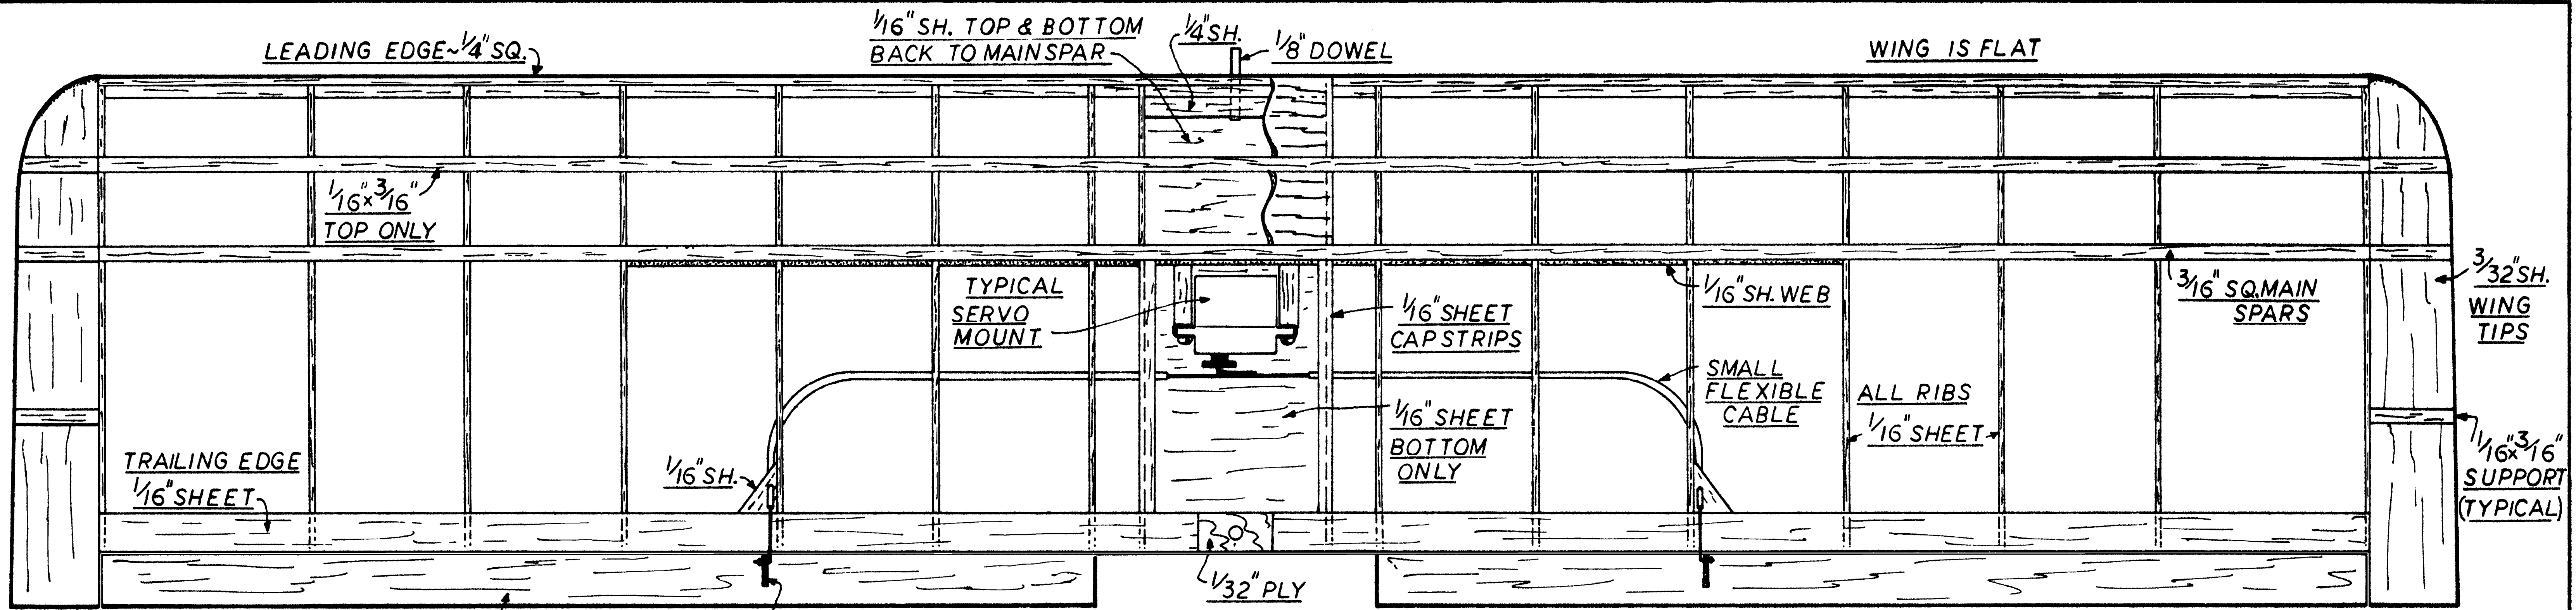 LEADING EDGE~1/4" SQ.
1/16" SH. TOP & BOTTOM
BACK TO MAIN SPAR
1/4" SH.
1/8" DOWEL
WING IS FLAT
1/16" x 3/16"
TOP ONLY
TYPICAL
SERVO
MOUNT
1/16" SHEET
CAP STRIPS
1/16" SH. WEB
3/16" SQ. MAIN
SPARS
3/32" SH.
WING
TIPS
SMALL
FLEXIBLE
CABLE
ALL RIBS
1/16" SHEET
1/16" SHEET
BOTTOM
ONLY
1/16" x 3/16"
SUPPORT
(TYPICAL)
TRAILING EDGE
1/16" SHEET
1/16" SH.
1/32" PLY